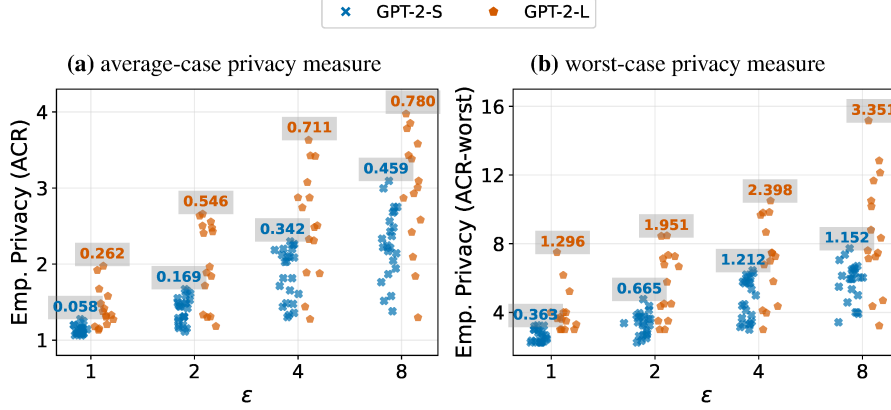 GPT-2-S GPT-2-L
(a) average-case privacy measure
(b) worst-case privacy measure
Emp. Privacy (ACR)
4
3
2
1
0.058
0.262
0.169
0.546
0.342
0.711
0.459
0.780
1 2 4 8
ε
Emp. Privacy (ACR-worst)
16
12
8
4
0.363
1.296
0.665
1.951
1.212
2.398
1.152
3.351
1 2 4 8
ε